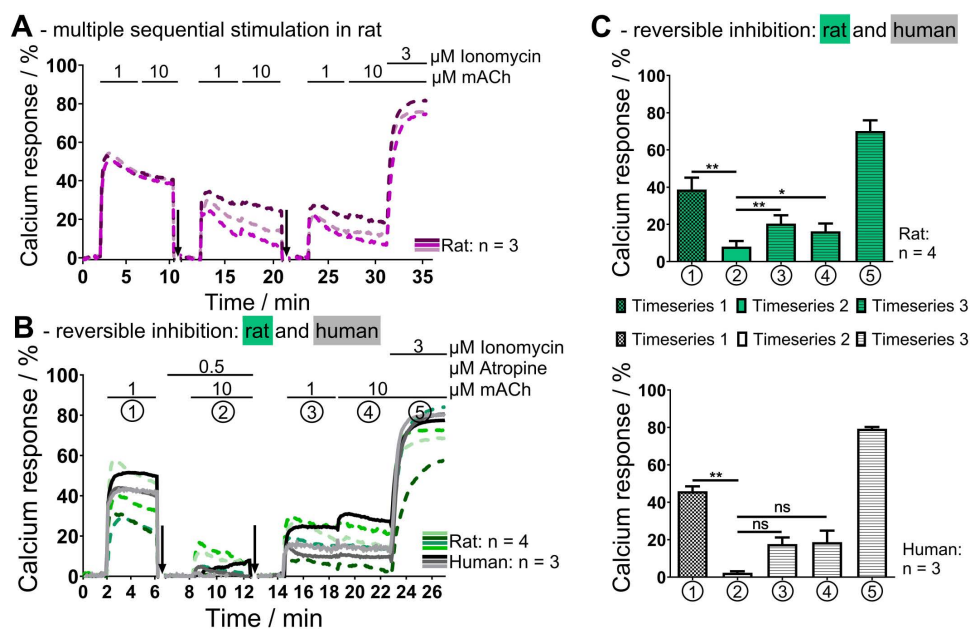 A - multiple sequential stimulation in rat
3
µM Ionomycin
1 10 1 10 1 10
µM mACh
Calcium response / %
100
80
60
40
20
0
0 5 10 15 20 25 30 35
Rat: n = 3
Time / min
B - reversible inhibition: rat and human
3
µM Ionomycin
0.5
µM Atropine
1 10 1 10
µM mACh
1 2 3 4 5
Calcium response / %
100
80
60
40
20
0
0 2 4 6 8 10 12 14 16 18 20 22 24 26
Rat: n = 4
Human: n = 3
Time / min
C - reversible inhibition: rat and human
Calcium response / %
100
80
60
40
20
0
**
*
**
1 2 3 4 5
Rat:
n = 4
Timeseries 1 Timeseries 2 Timeseries 3
Timeseries 1 Timeseries 2 Timeseries 3
Calcium response / %
100
80
60
40
20
0
**
ns
ns
1 2 3 4 5
Human:
n = 3